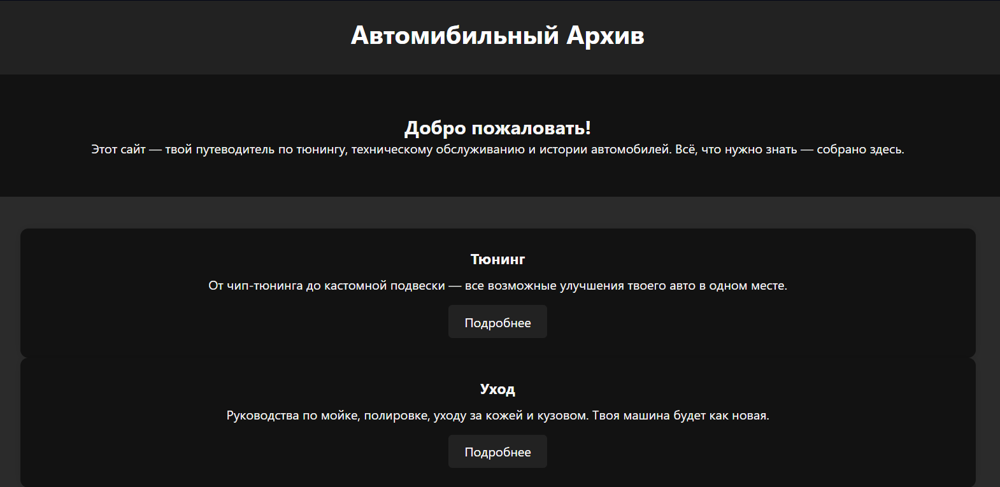 Автомибильный Архив
Добро пожаловать!
Этот сайт — твой путеводитель по тюнингу, техническому обслуживанию и истории автомобилей. Всё, что нужно знать — собрано здесь.
Тюнинг
От чип-тюнинга до кастомной подвески — все возможные улучшения твоего авто в одном месте.
Подробнее
Уход
Руководства по мойке, полировке, уходу за кожей и кузовом. Твоя машина будет как новая.
Подробнее